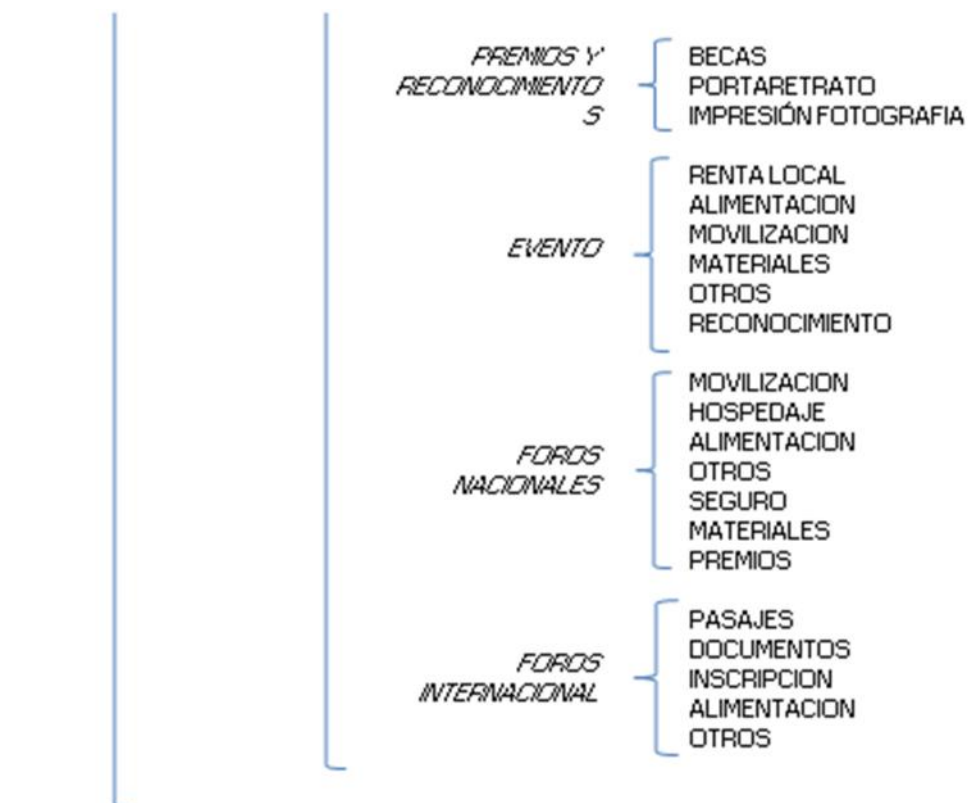 PREMIOS Y
RECONOCIMIENTO
S
BECAS
PORTARETRATO
IMPRESIÓN FOTOGRAFIA
EVENTO
RENTA LOCAL
ALIMENTACION
MOVILIZACION
MATERIALES
OTROS
RECONOCIMIENTO
FOROS
NACIONALES
MOVILIZACION
HOSPEDAJE
ALIMENTACION
OTROS
SEGURO
MATERIALES
PREMIOS
FOROS
INTERNACIONAL
PASAJES
DOCUMENTOS
INSCRIPCION
ALIMENTACION
OTROS